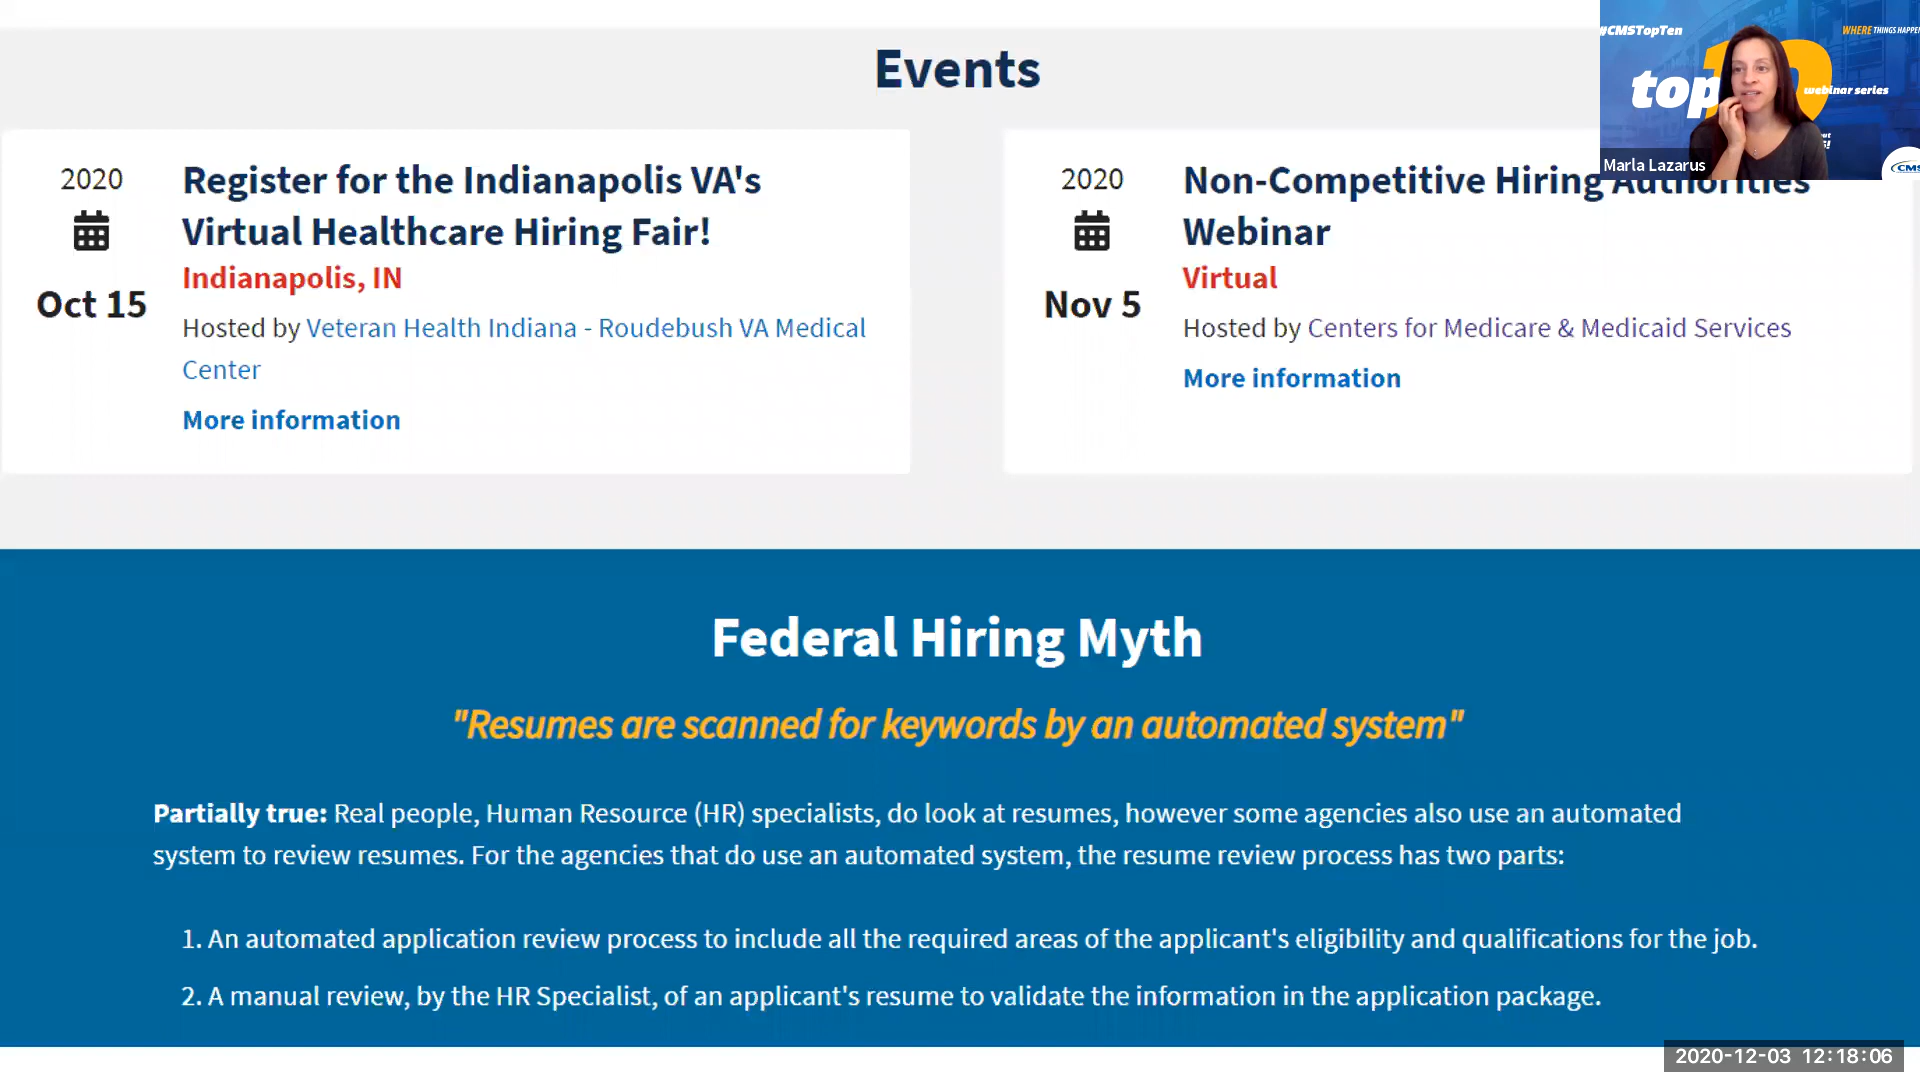 Events
#CMSTopTen
WHERE THINGS HAPPEN
top
webinar series
Marla Lazarus
CMS
2020
Oct 15
Register for the Indianapolis VA's
Virtual Healthcare Hiring Fair!
Indianapolis, IN
Hosted by Veteran Health Indiana - Roudebush VA Medical
Center
More information
2020
Nov 5
Non-Competitive Hiring Authorities
Webinar
Virtual
Hosted by Centers for Medicare & Medicaid Services
More information
Federal Hiring Myth
"Resumes are scanned for keywords by an automated system"
Partially true: Real people, Human Resource (HR) specialists, do look at resumes, however some agencies also use an automated
system to review resumes. For the agencies that do use an automated system, the resume review process has two parts:
1. An automated application review process to include all the required areas of the applicant's eligibility and qualifications for the job.
2. A manual review, by the HR Specialist, of an applicant's resume to validate the information in the application package.
2020-12-03 12:18:06